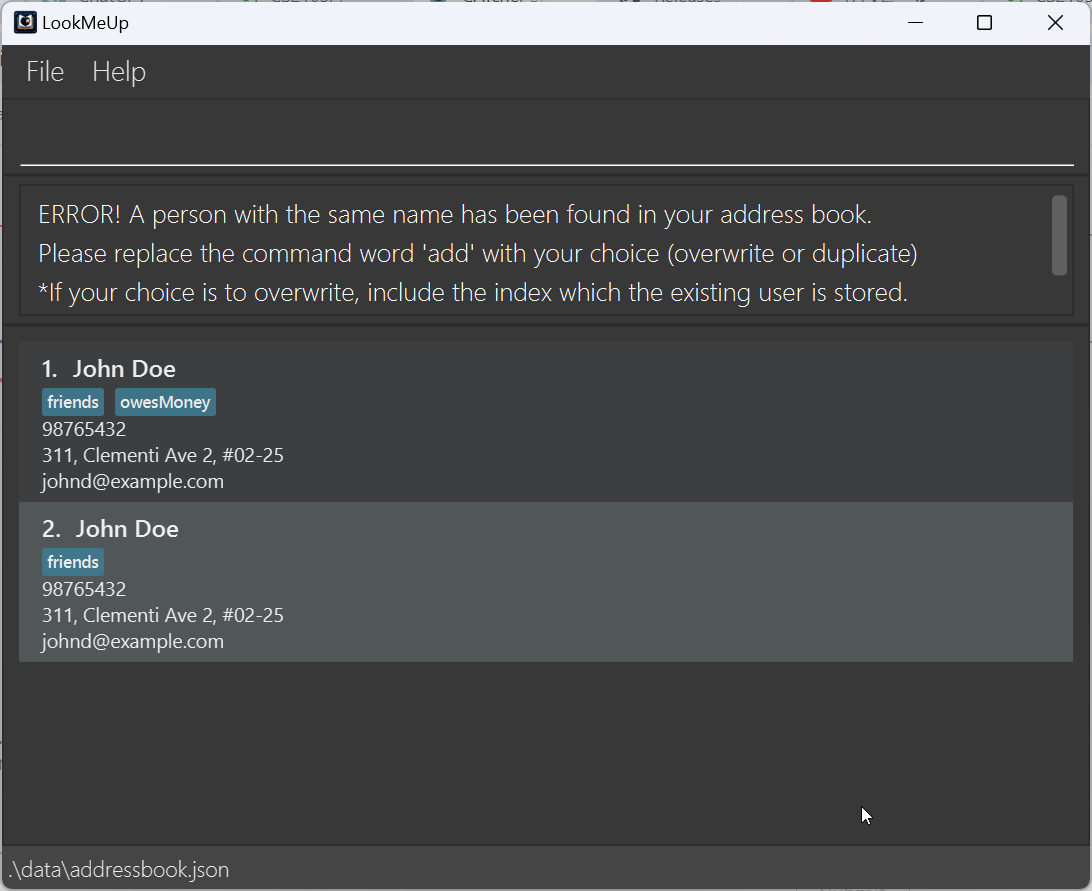 LookMeUp
File Help
ERROR! A person with the same name has been found in your address book.
Please replace the command word 'add' with your choice (overwrite or duplicate)
*If your choice is to overwrite, include the index which the existing user is stored.
1. John Doe
friends owesMoney
98765432
311, Clementi Ave 2, #02-25
johnd@example.com
2. John Doe
friends
98765432
311, Clementi Ave 2, #02-25
johnd@example.com
.\data\addressbook.json